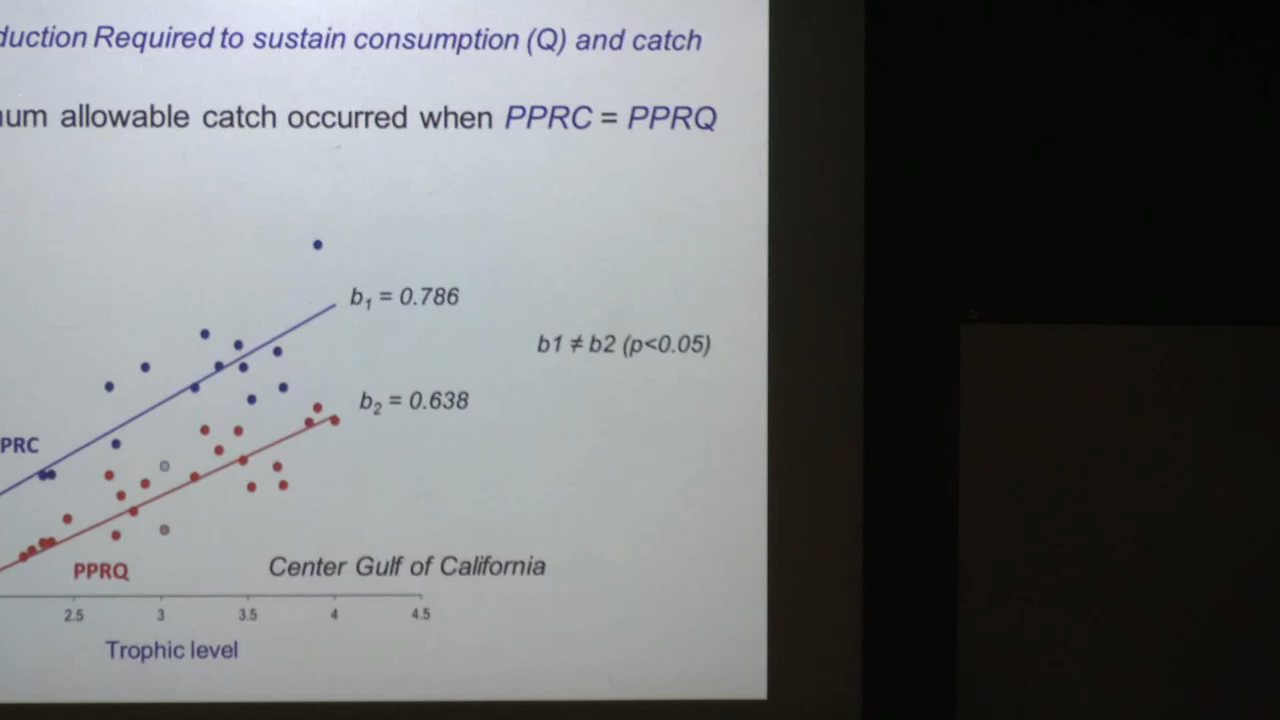 duction Required to sustain consumption (Q) and catch
um allowable catch occurred when PPRC = PPRQ
b1 = 0.786
b1 ≠ b2 (p<0.05)
b2 = 0.638
PRC
Center Gulf of California
PPRQ
2.5 3 3.5 4 4.5
Trophic level